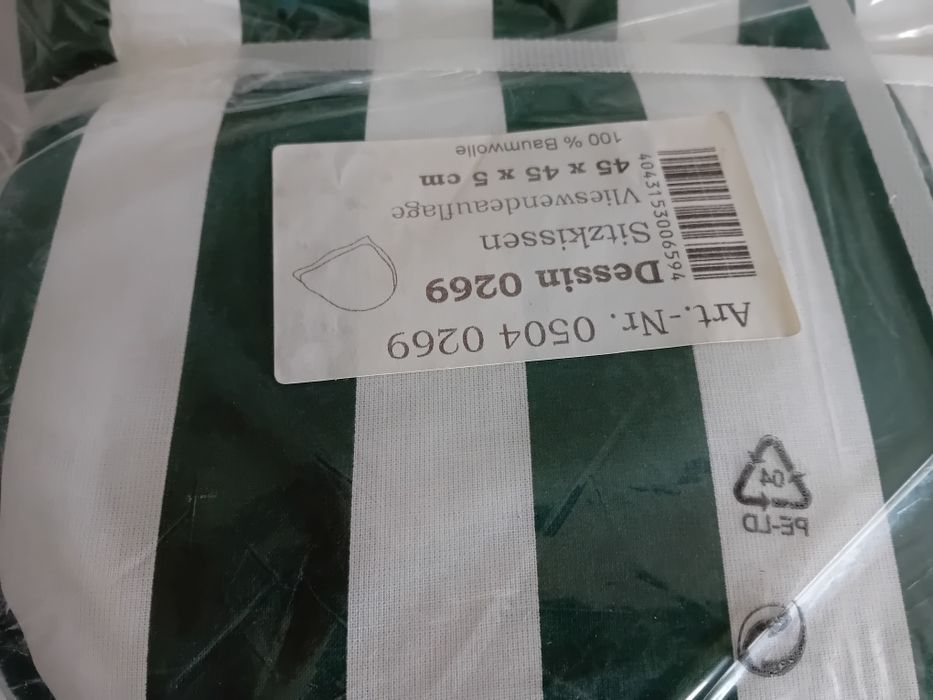 Art.-Nr. 0504 0269
Dessin 0269
Sitzkissen
Vlieswendeauflage
45 x 45 x 5 cm
100 % Baumwolle
4043153006594
04
PE-LD